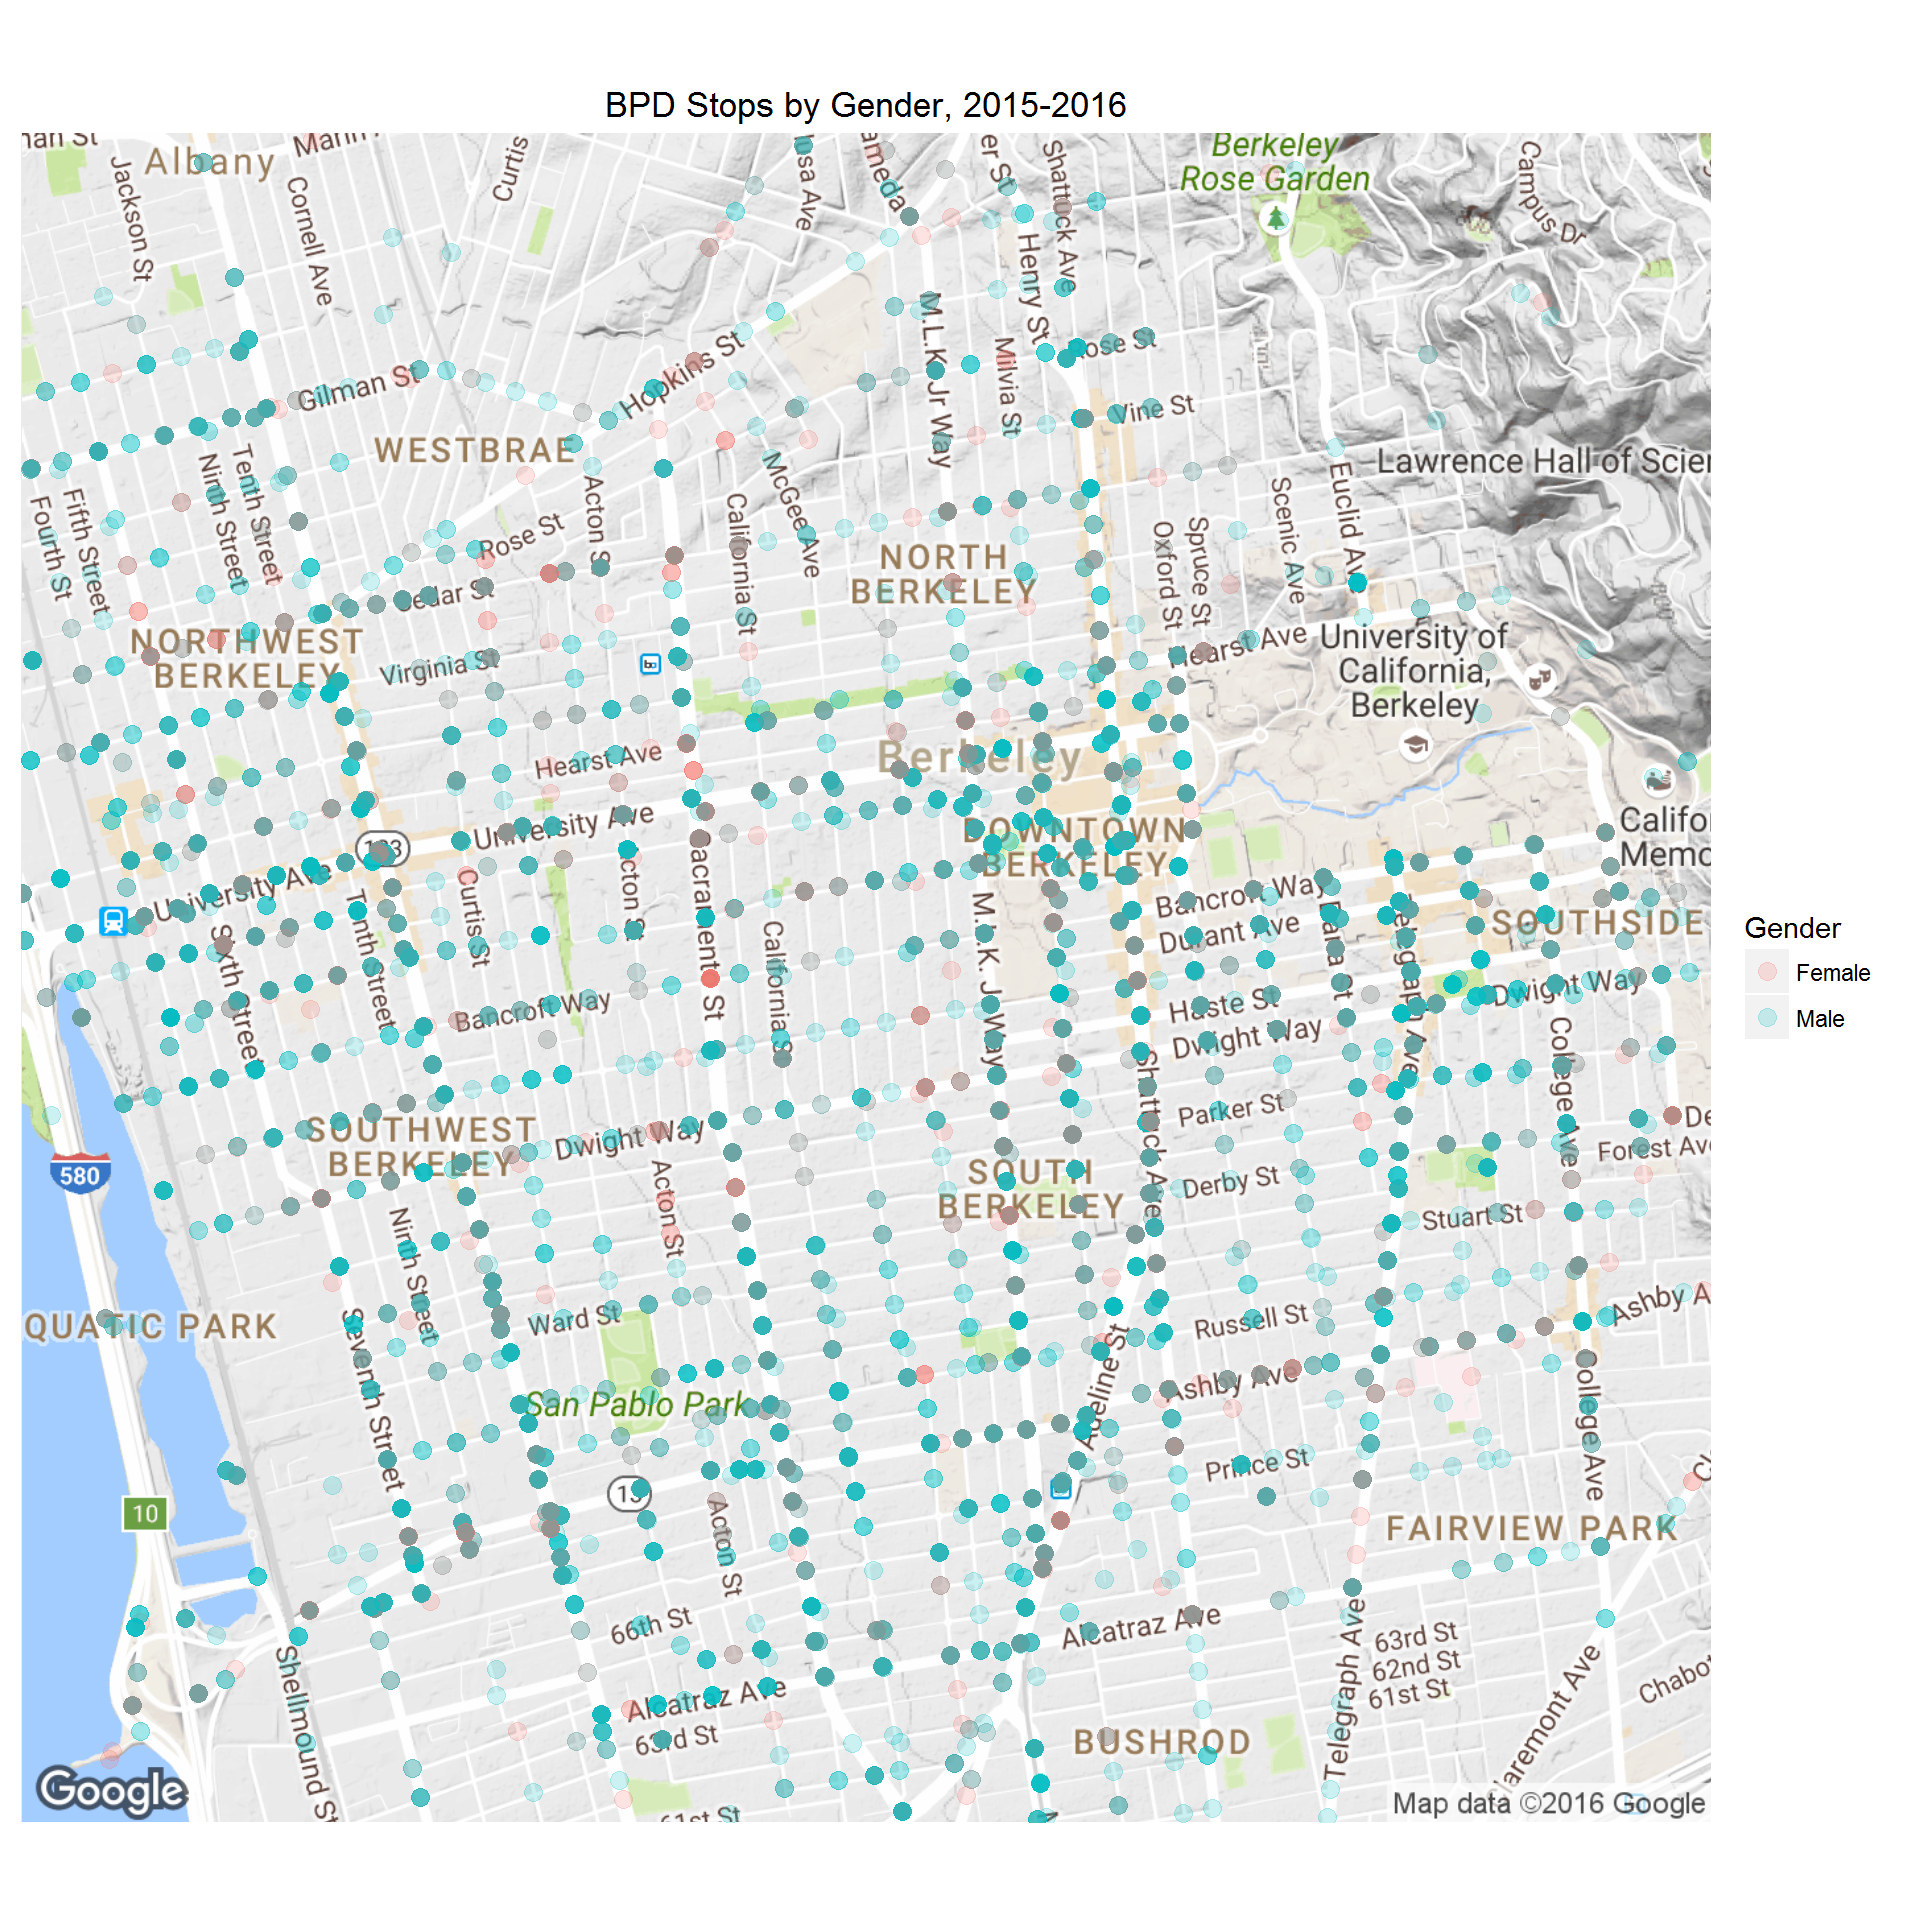 BPD Stops by Gender, 2015-2016
nan St
Albany
Jackson St
Cornell Ave
Curtis
Henry St
Shattuck Ave
Berkeley
Rose Garden
Campus Dr
Gilman St
Hopkins St
M.L.K. Jr Way
Milvia St
Rose St
Vine St
WESTBRAE
Lawrence Hall of Scien
Tenth Street
Ninth Street
Fifth Street
Fourth St
Acton St
McGee Ave
California St
Rose St
Cedar St
NORTH
BERKELEY
Oxford St
Spruce St
Scenic Ave
Euclid Ave
NORTHWEST
BERKELEY
Virginia St
Hearst Ave
University of
California,
Berkeley
Hearst Ave
Berkeley
University Ave
DOWNTOWN
BERKELEY
Califo
Memo
University Ave
Curtis St
Acton St
Sacrament St
Sixth Street
Tenth Street
California St
M.L.K. Jr Way
Bancroft Way
Durant Ave
Dana St
Telegraph Ave
SOUTHSIDE
Haste St
Dwight Way
Dwight Way
Bancroft Way
Shattuck Ave
College Ave
Parker St
SOUTHWEST
BERKELEY
Dwight Way
Acton St
SOUTH
BERKELEY
Derby St
De
Forest Ave
Stuart St
580
Ninth Street
QUATIC PARK
Seventh Street
Ward St
Russell St
Ashby A
Adeline St
Ashby Ave
San Pablo Park
College Ave
Prince St
10
13
Acton St
FAIRVIEW PARK
66th St
Alcatraz Ave
Telegraph Ave
63rd St
62nd St
61st St
Claremont Ave
Chabot
Shellmound St
Alcatraz Ave
63rd St
BUSHROD
61st St
Google
Map data ©2016 Google
Gender
Female
Male